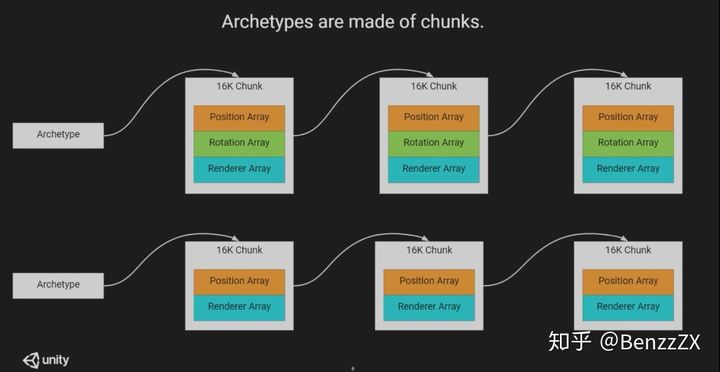 Archetypes are made of chunks.
Archetype
16K Chunk
Position Array
Rotation Array
Renderer Array
16K Chunk
Position Array
Rotation Array
Renderer Array
16K Chunk
Position Array
Rotation Array
Renderer Array
Archetype
16K Chunk
Position Array
Renderer Array
16K Chunk
Position Array
Renderer Array
16K Chunk
Position Array
Renderer Array
知乎 @BenzzZX
unity